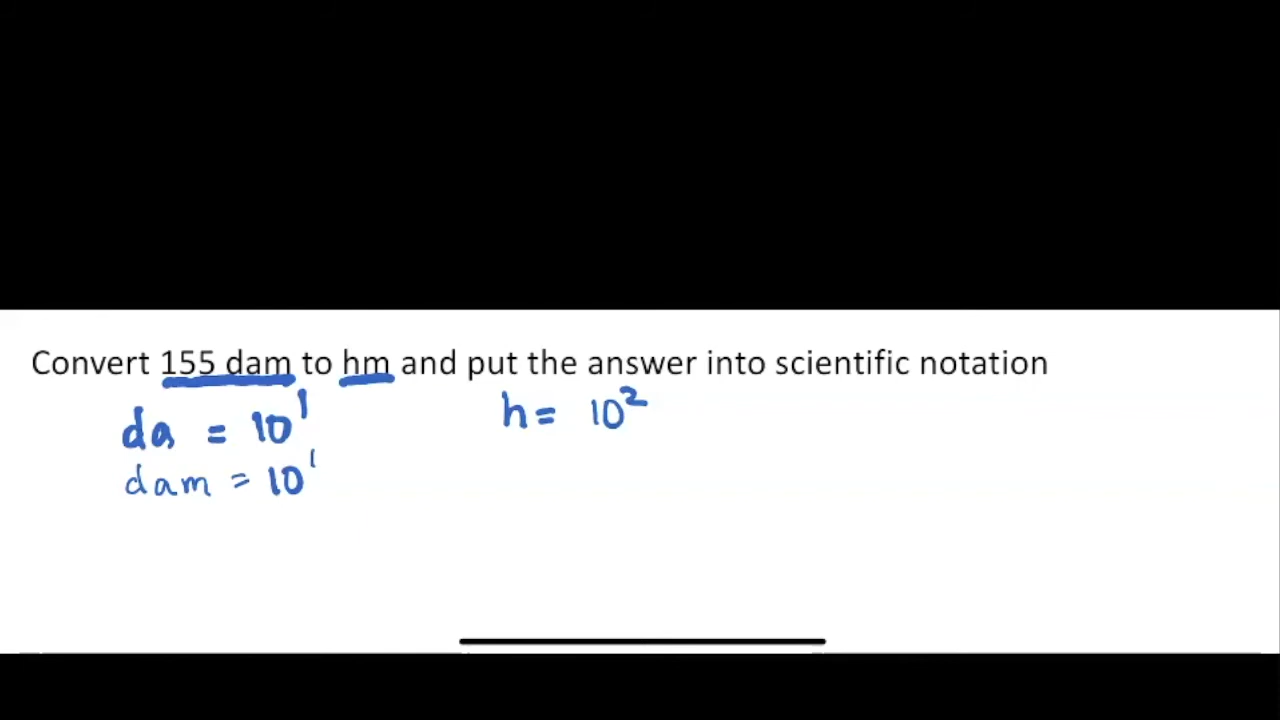 Convert 155 dam to hm and put the answer into scientific notation
da = 10¹ h = 10²
dam = 10¹